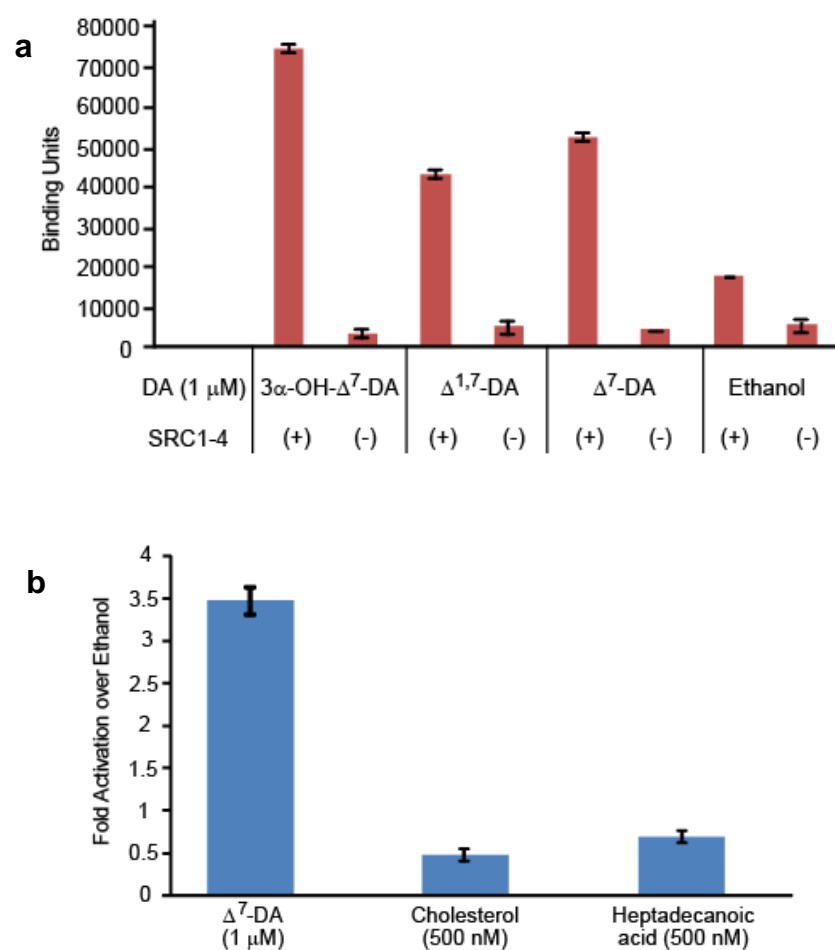 a
80000
70000
60000
50000
40000
30000
20000
10000
0
Binding Units
DA (1 μM) 3α-OH-Δ⁷-DA Δ¹,⁷-DA Δ⁷-DA Ethanol
SRC1-4 (+) (-) (+) (-) (+) (-) (+) (-)
b
4
3.5
3
2.5
2
1.5
1
0.5
0
Fold Activation over Ethanol
Δ⁷-DA Cholesterol Heptadecanoic
(1 μM) (500 nM) acid (500 nM)